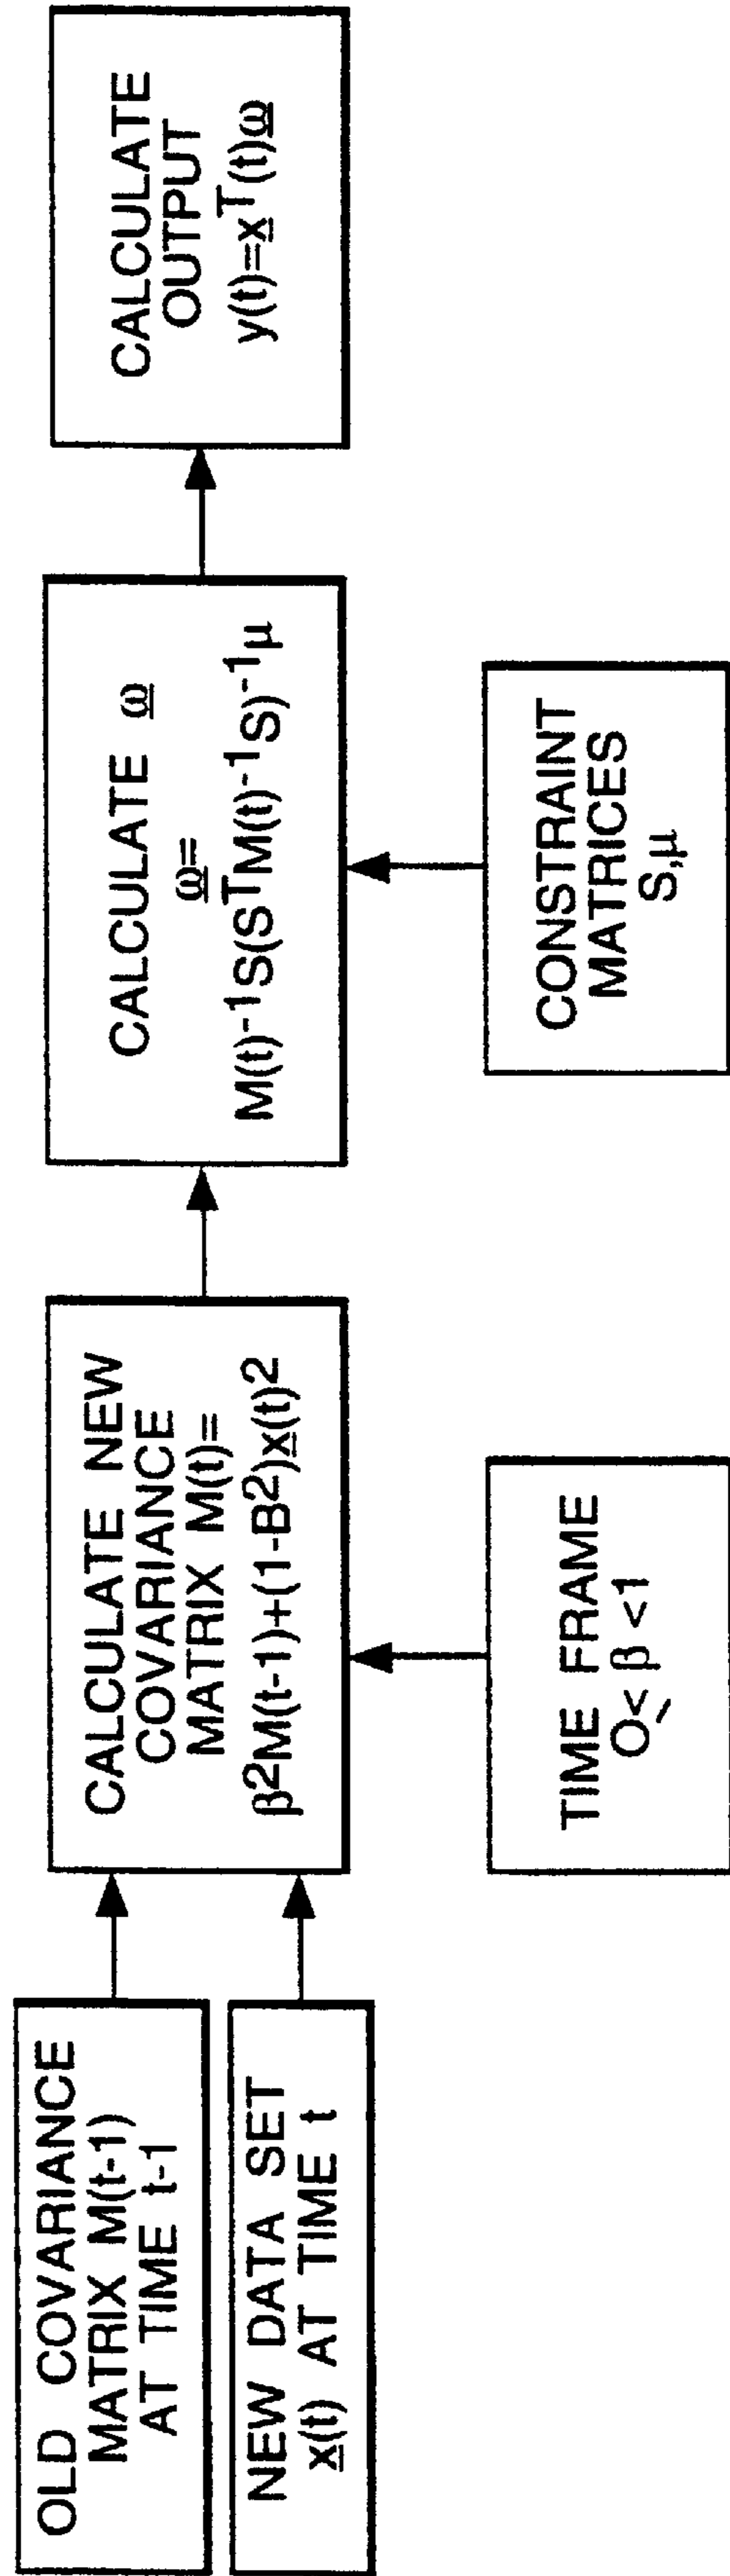 OLD COVARIANCE
MATRIX M(t-1)
AT TIME t-1
NEW DATA SET
x(t) AT TIME t
CALCULATE NEW
COVARIANCE
MATRIX M(t)=
β²M(t-1)+(1-B²)x(t)²
TIME FRAME
O< β <1
CALCULATE ω
ω=
M(t)⁻¹S(SᵀM(t)⁻¹S)⁻¹μ
CONSTRAINT
MATRICES
S,μ
CALCULATE
OUTPUT
y(t)=xᵀ(t)ω